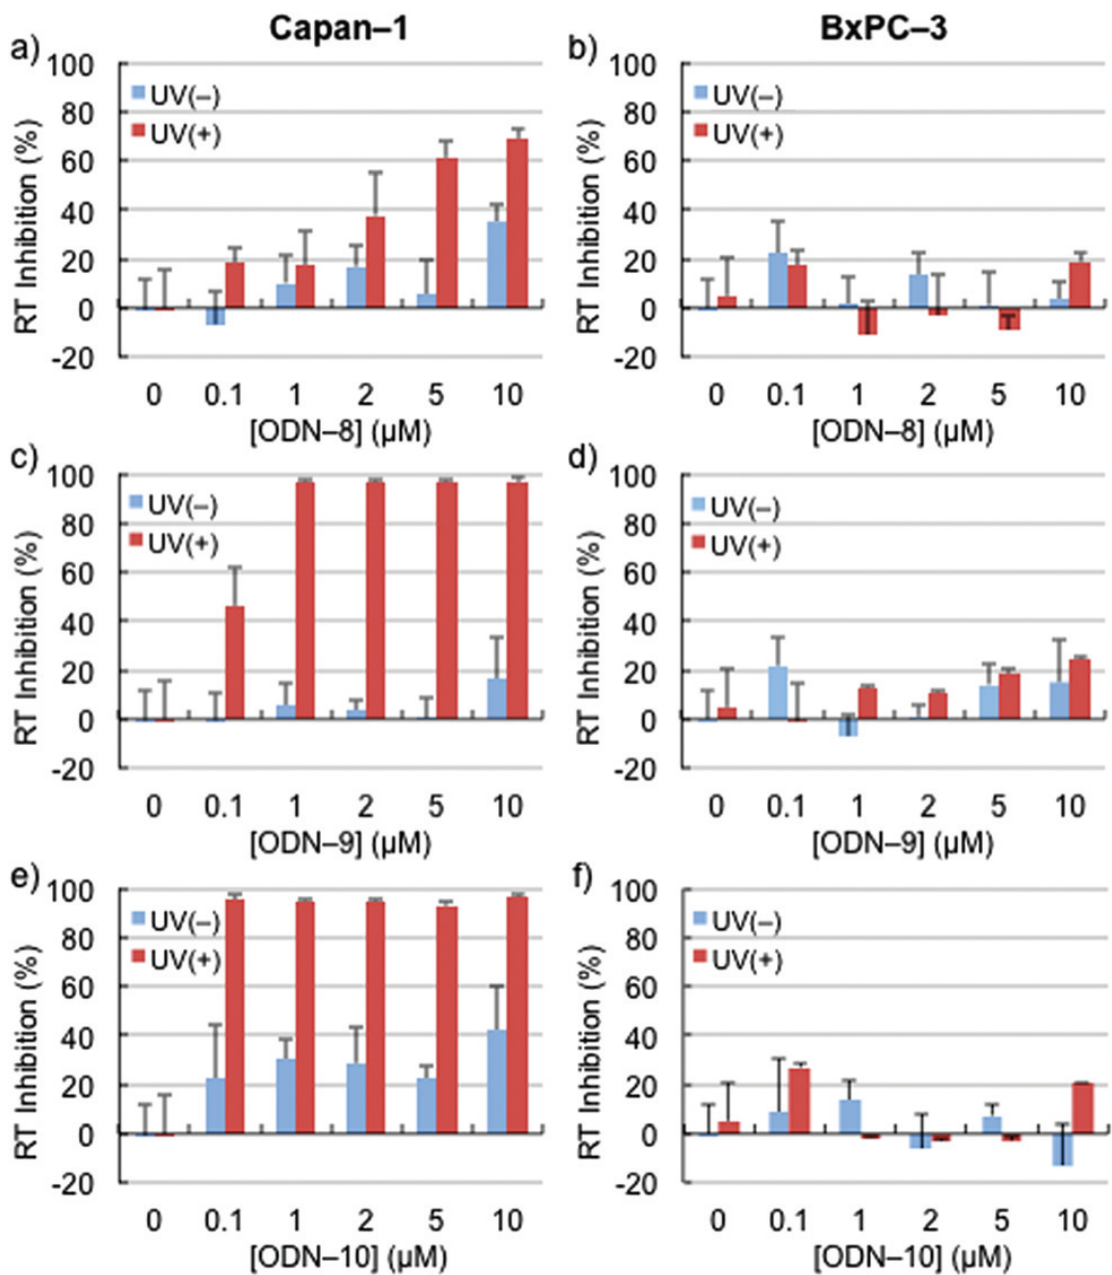 Capan–1
BxPC–3
a)
100
80
60
40
20
0
-20
RT Inhibition (%)
UV(–)
UV(+)
0 0.1 1 2 5 10
[ODN–8] (µM)
b)
100
80
60
40
20
0
-20
RT Inhibition (%)
UV(–)
UV(+)
0 0.1 1 2 5 10
[ODN–8] (µM)
c)
100
80
60
40
20
0
-20
RT Inhibition (%)
UV(–)
UV(+)
0 0.1 1 2 5 10
[ODN–9] (µM)
d)
100
80
60
40
20
0
-20
RT Inhibition (%)
UV(–)
UV(+)
0 0.1 1 2 5 10
[ODN–9] (µM)
e)
100
80
60
40
20
0
-20
RT Inhibition (%)
UV(–)
UV(+)
0 0.1 1 2 5 10
[ODN–10] (µM)
f)
100
80
60
40
20
0
-20
RT Inhibition (%)
UV(–)
UV(+)
0 0.1 1 2 5 10
[ODN–10] (µM)